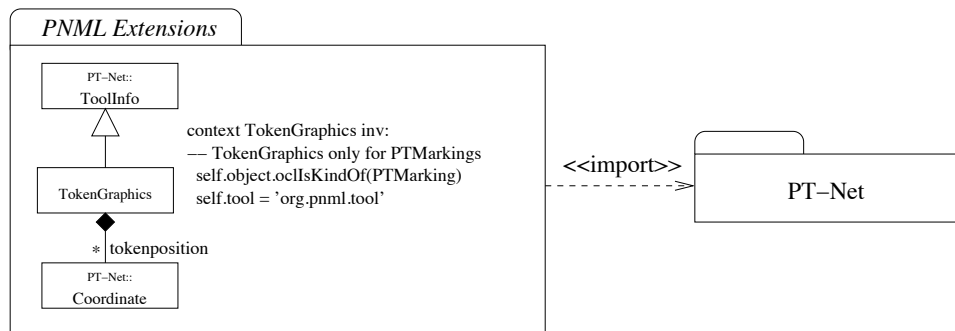 PNML Extensions
PT−Net::
ToolInfo
context TokenGraphics inv:
−− TokenGraphics only for PTMarkings
self.object.oclIsKindOf(PTMarking)
self.tool = ’org.pnml.tool’
TokenGraphics
* tokenposition
PT−Net::
Coordinate
<<import>>
PT−Net